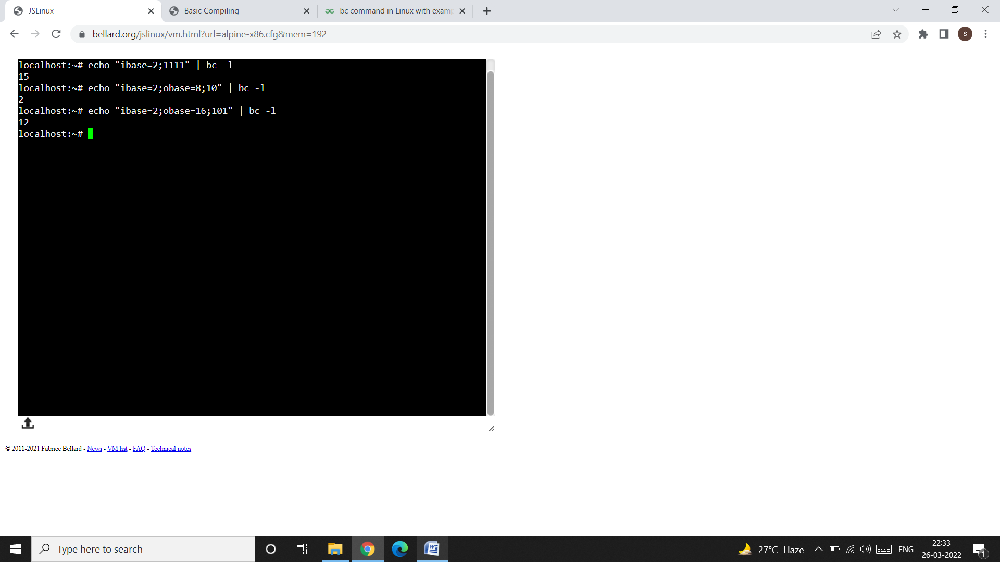 JSLinux
Basic Compiling
bc command in Linux with examp
bellard.org/jslinux/vm.html?url=alpine-x86.cfg&mem=192
S
localhost:~# echo "ibase=2;1111" | bc -l
15
localhost:~# echo "ibase=2;obase=8;10" | bc -l
2
localhost:~# echo "ibase=2;obase=16;101" | bc -l
12
localhost:~#
© 2011-2021 Fabrice Bellard - News - VM list - FAQ - Technical notes
Type here to search
27°C Haze
ENG
22:33
26-03-2022
1